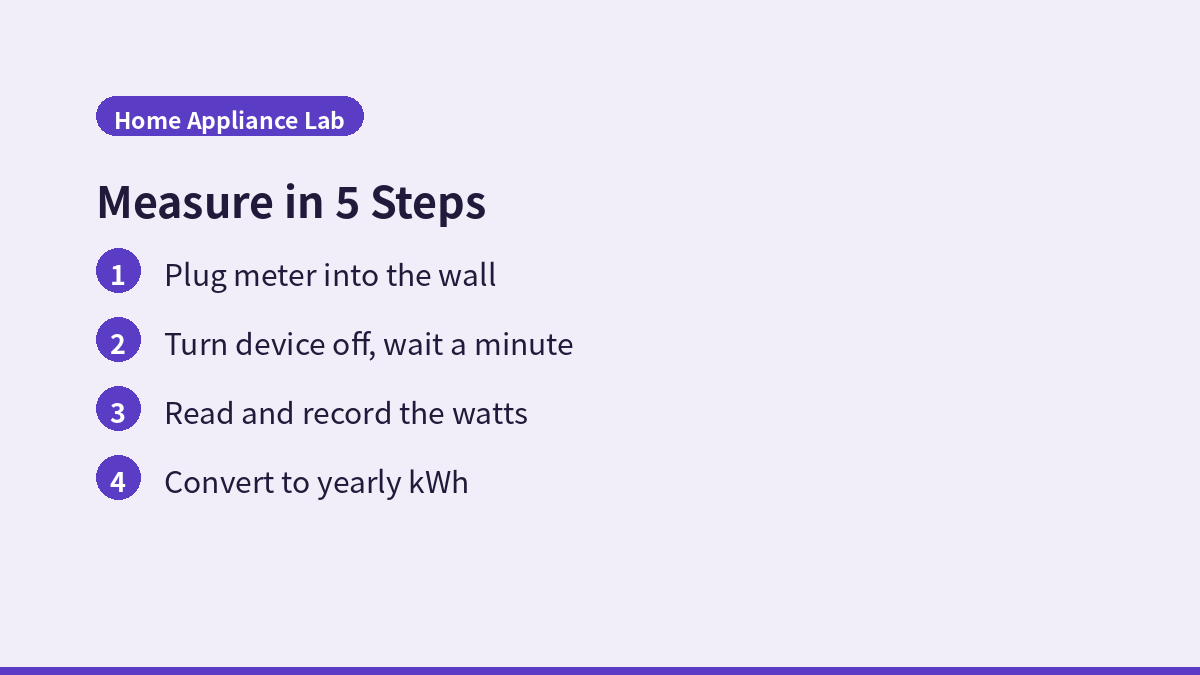 Home Appliance Lab
Measure in 5 Steps
1 Plug meter into the wall
2 Turn device off, wait a minute
3 Read and record the watts
4 Convert to yearly kWh